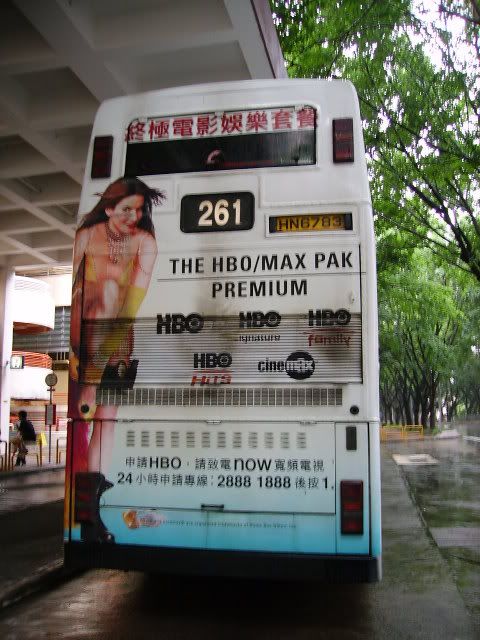 終極電影娛樂套餐
261
HN6783
THE HBO/MAX PAK
PREMIUM
HBO HBO signature HBO family
HBO HITS cinemax
申請HBO，請致電now寬頻電視
24小時申請專線：2888 1888 後按1.